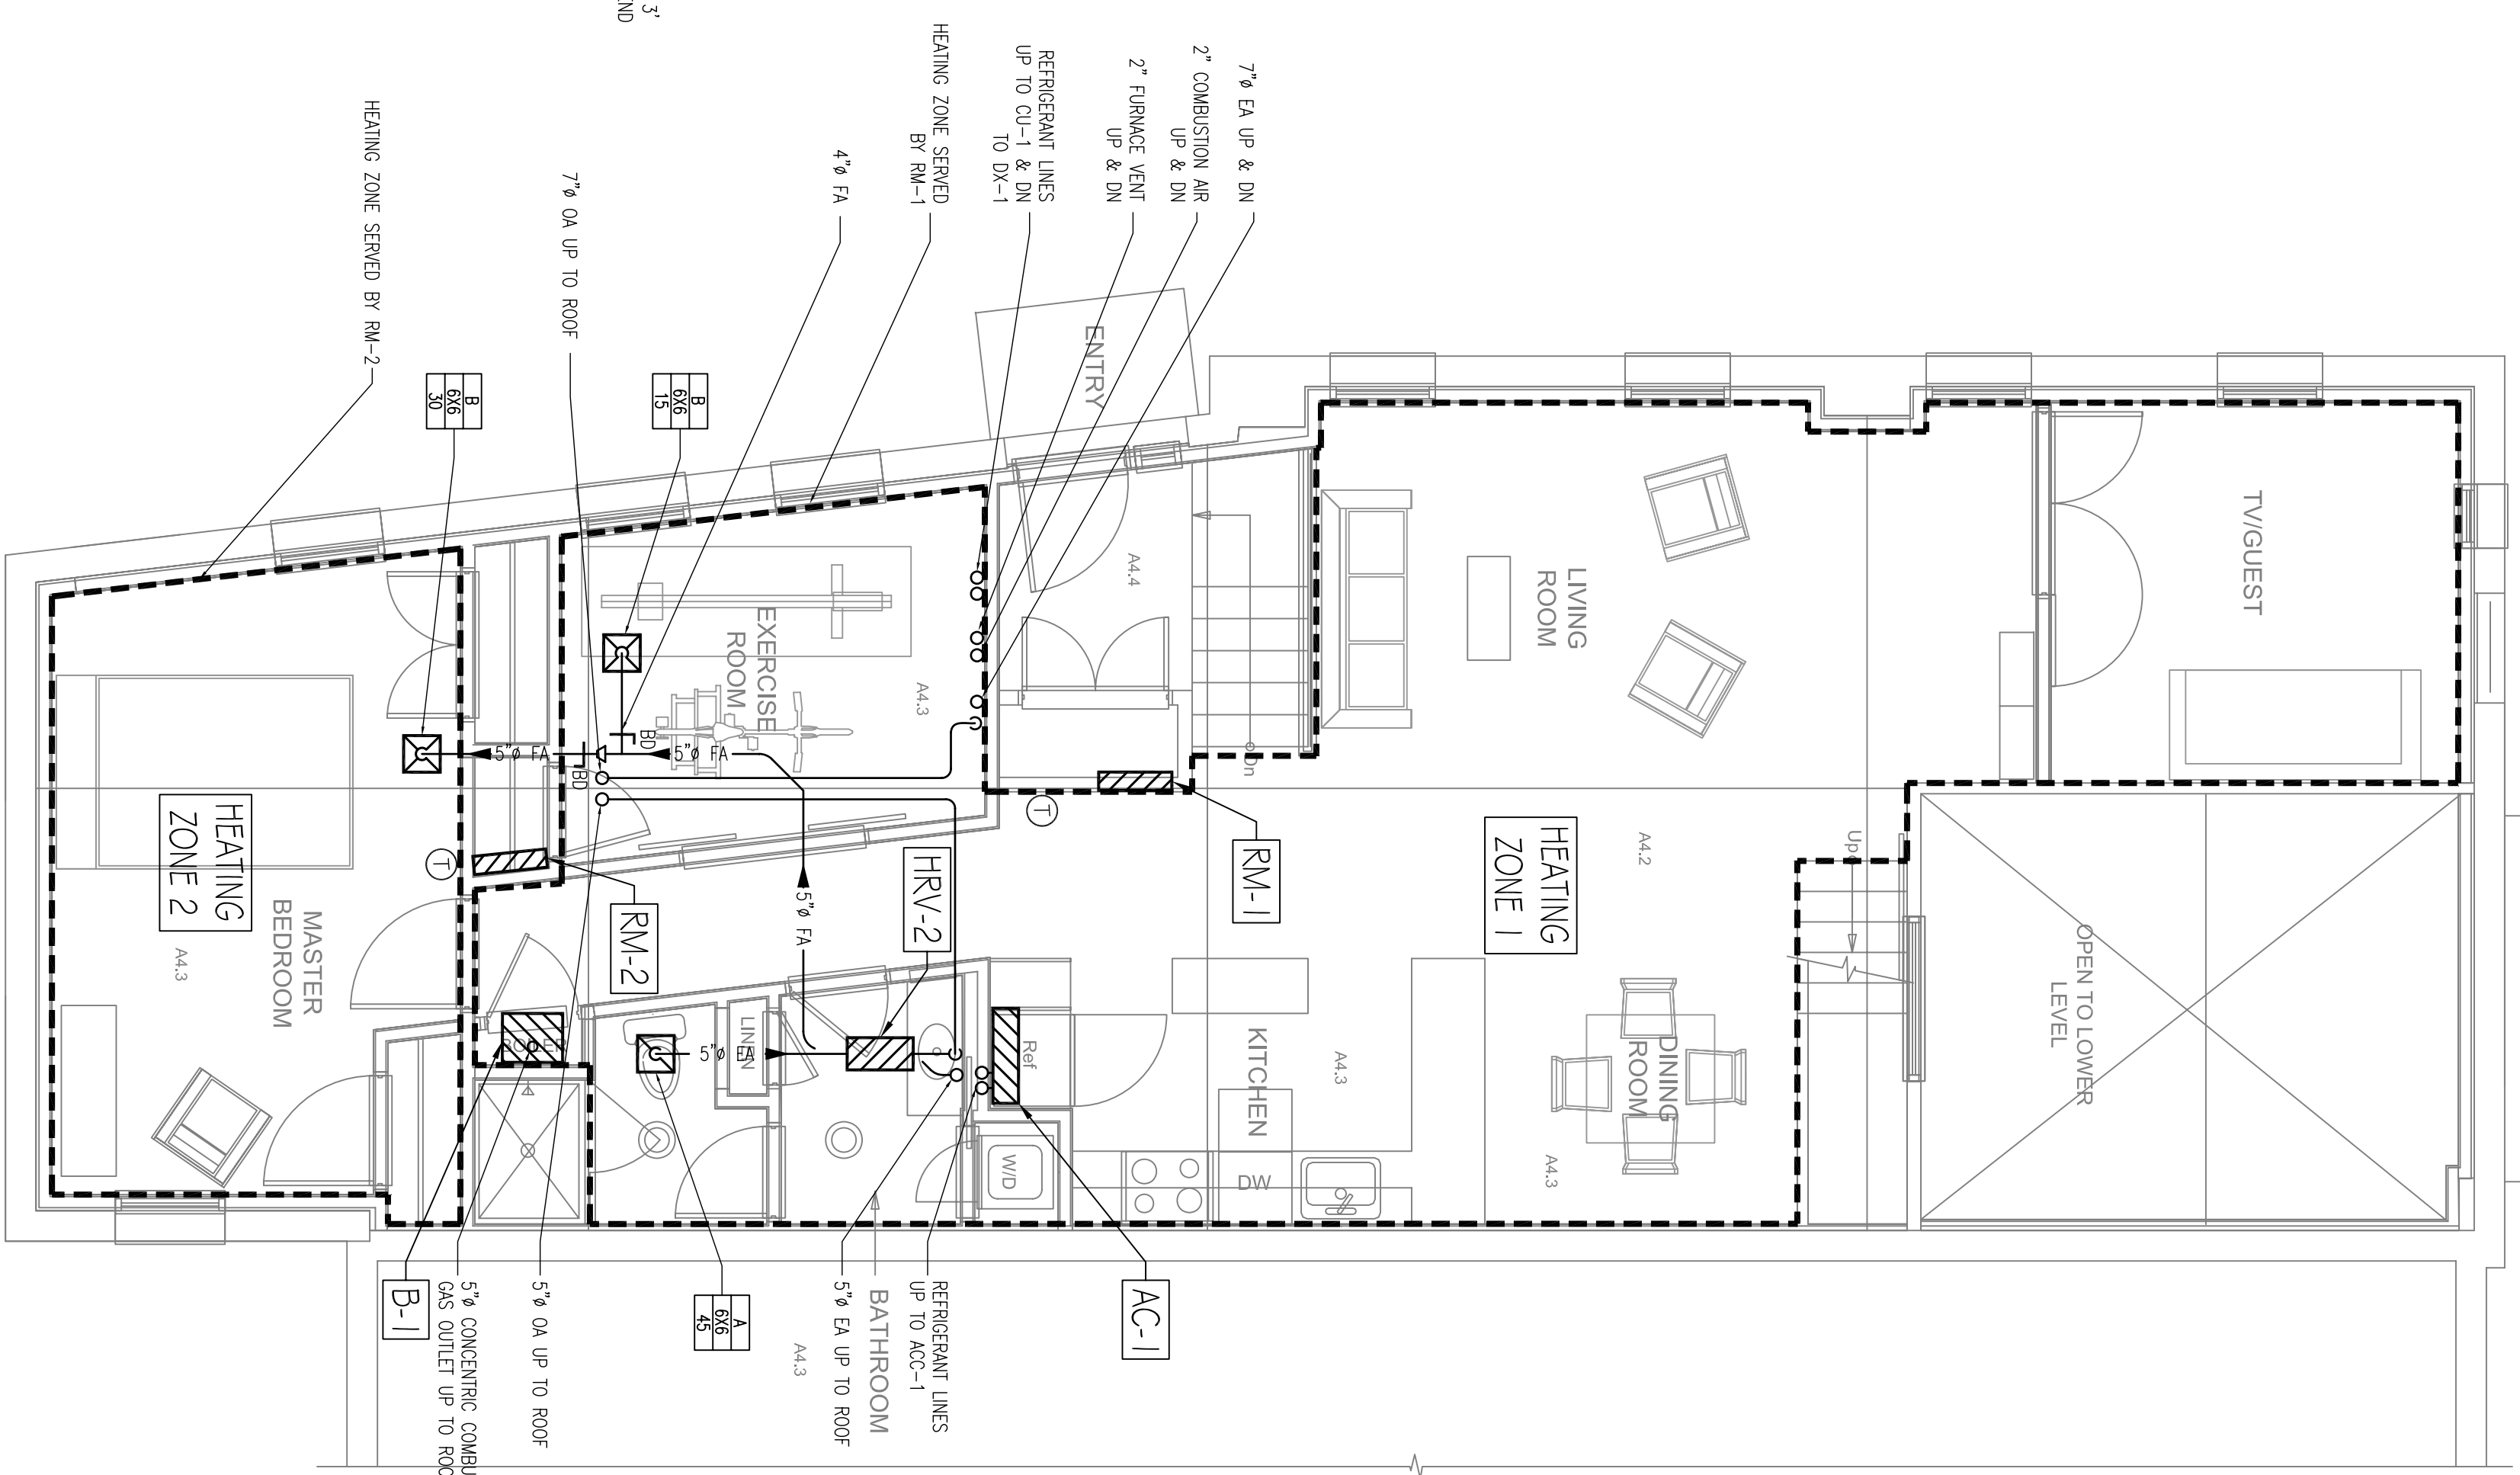 3'
END
HEATING ZONE SERVED
BY RM-1
REFRIGERANT LINES
UP TO CU-1 & DN
TO DX-1
2" FURNACE VENT
UP & DN
2" COMBUSTION AIR
UP & DN
7"ø EA UP & DN
4"ø FA
7"ø OA UP TO ROOF
HEATING ZONE SERVED BY RM-2
B
6X6
30
B
6X6
15
ENTRY
A4.4
LIVING
ROOM
TV/GUEST
EXERCISE
ROOM
A4.3
BD
5"ø FA
5"ø FA
BD
Dn
T
T
HEATING
ZONE 2
MASTER
BEDROOM
A4.3
RM-2
5"ø FA
HRV-2
RM-1
HEATING
ZONE 1
A4.2
Up
OPEN TO LOWER
LEVEL
BOILER
5"ø EA
LINEN
Ref
KITCHEN
A4.3
DINING
ROOM
A4.3
W/D
DW
B-1
5"ø CONCENTRIC COMBU
GAS OUTLET UP TO ROO
5"ø OA UP TO ROOF
A
6X6
45
A4.3
BATHROOM
5"ø EA UP TO ROOF
REFRIGERANT LINES
UP TO ACC-1
AC-1